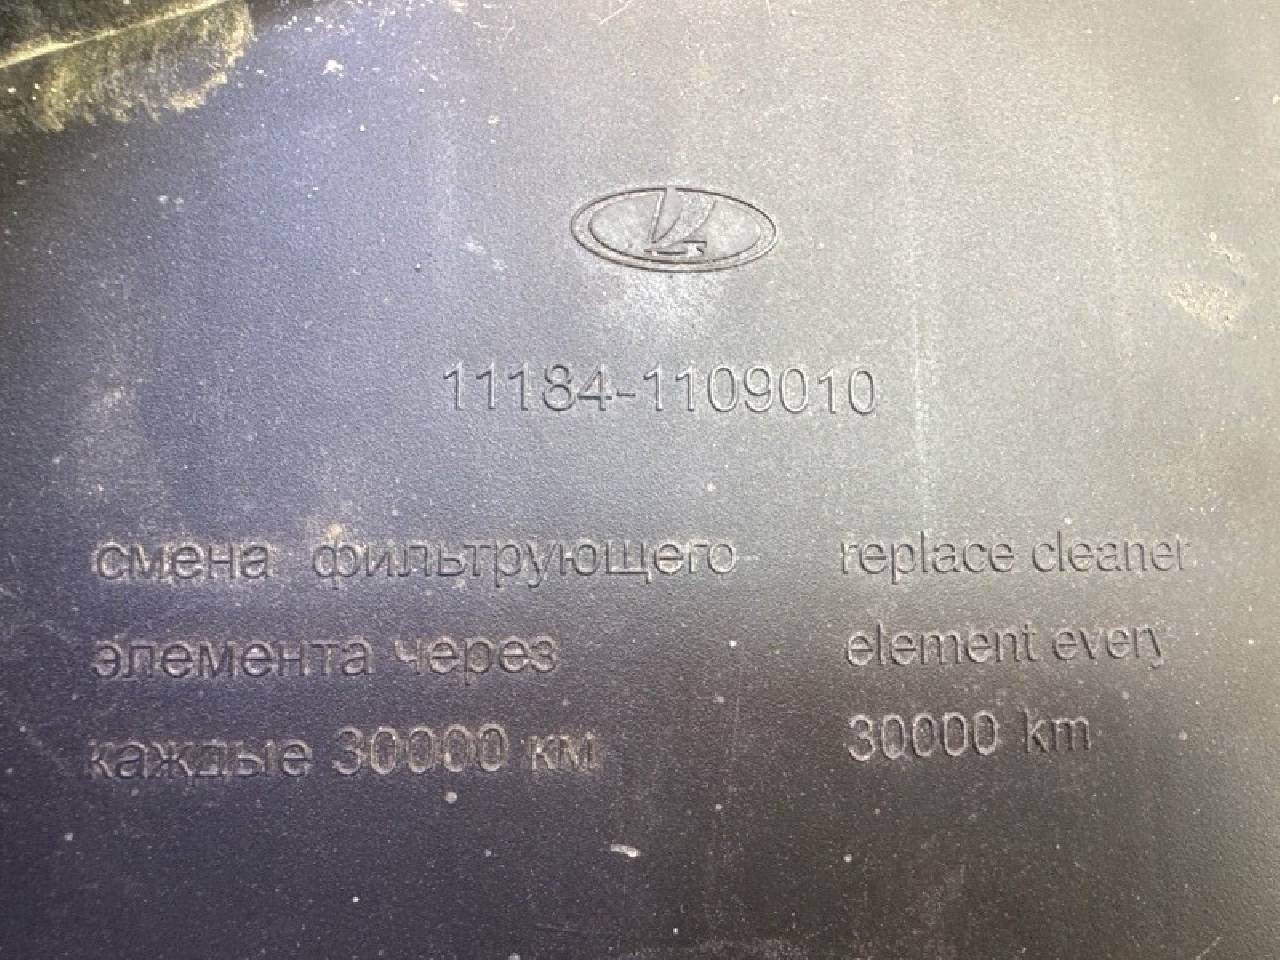 11184-1109010
смена фильтрующего
элемента через
каждые 30000 км
replace cleaner
element every
30000 km